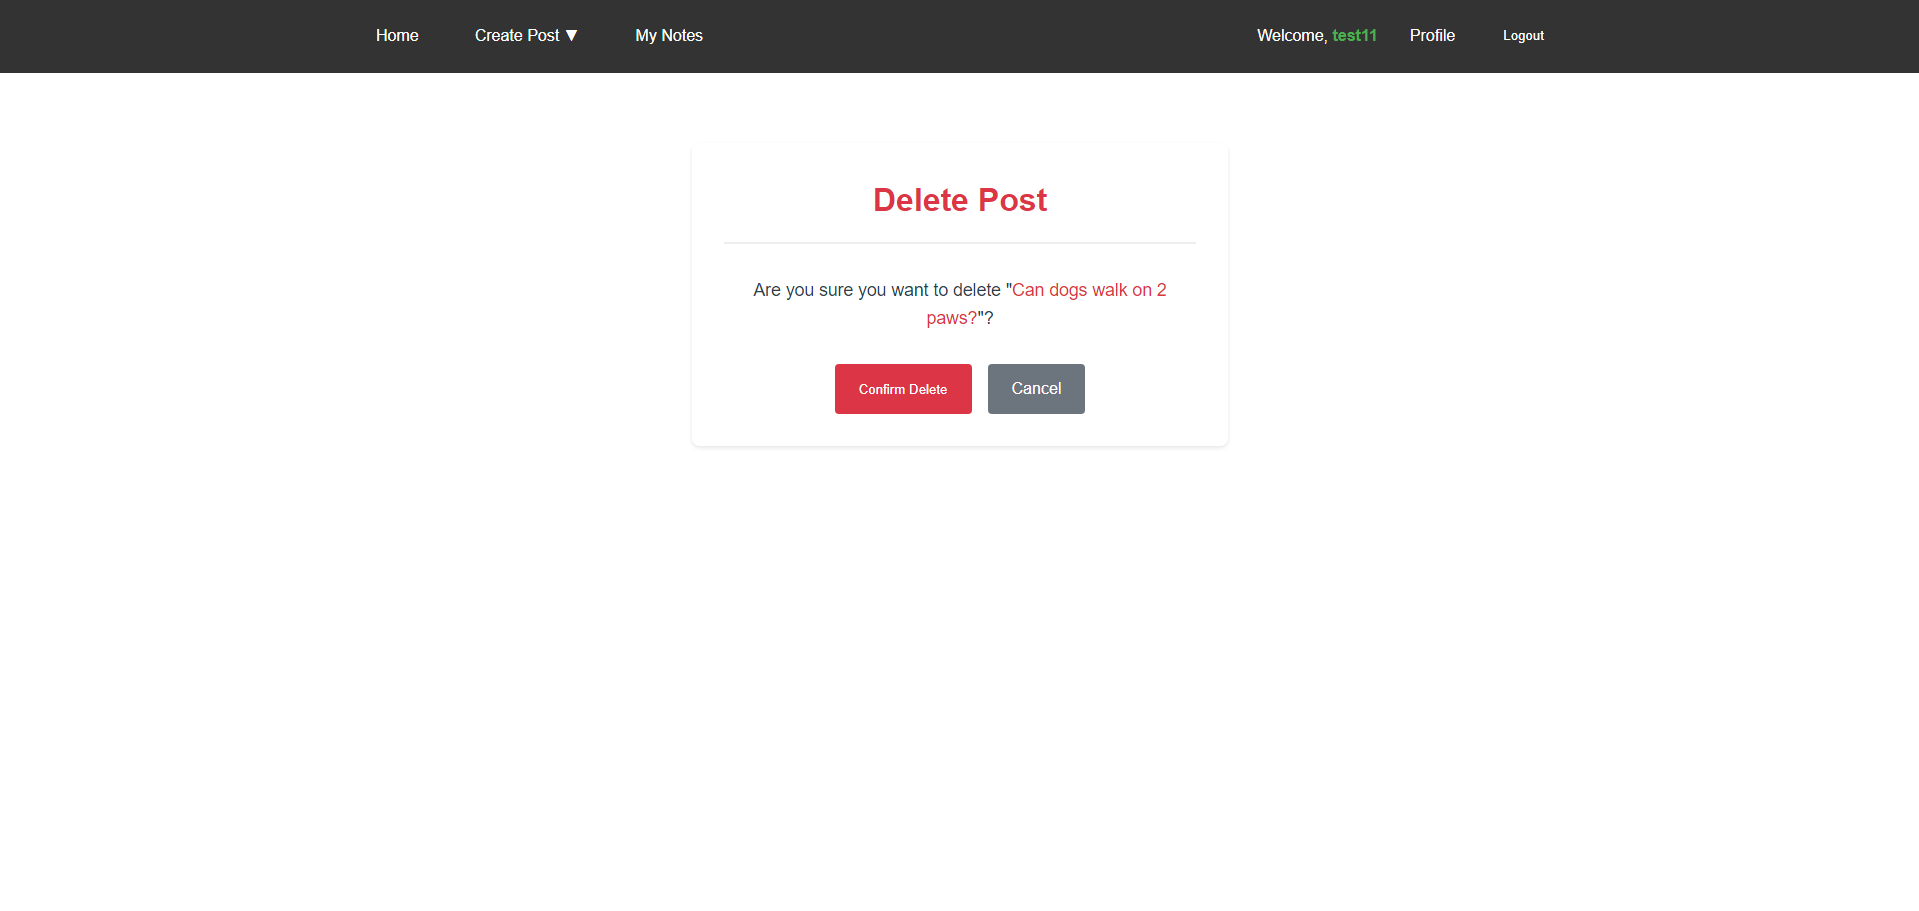 Home Create Post ▼ My Notes Welcome, test11 Profile Logout
Delete Post
Are you sure you want to delete "Can dogs walk on 2
paws?"?
Confirm Delete Cancel